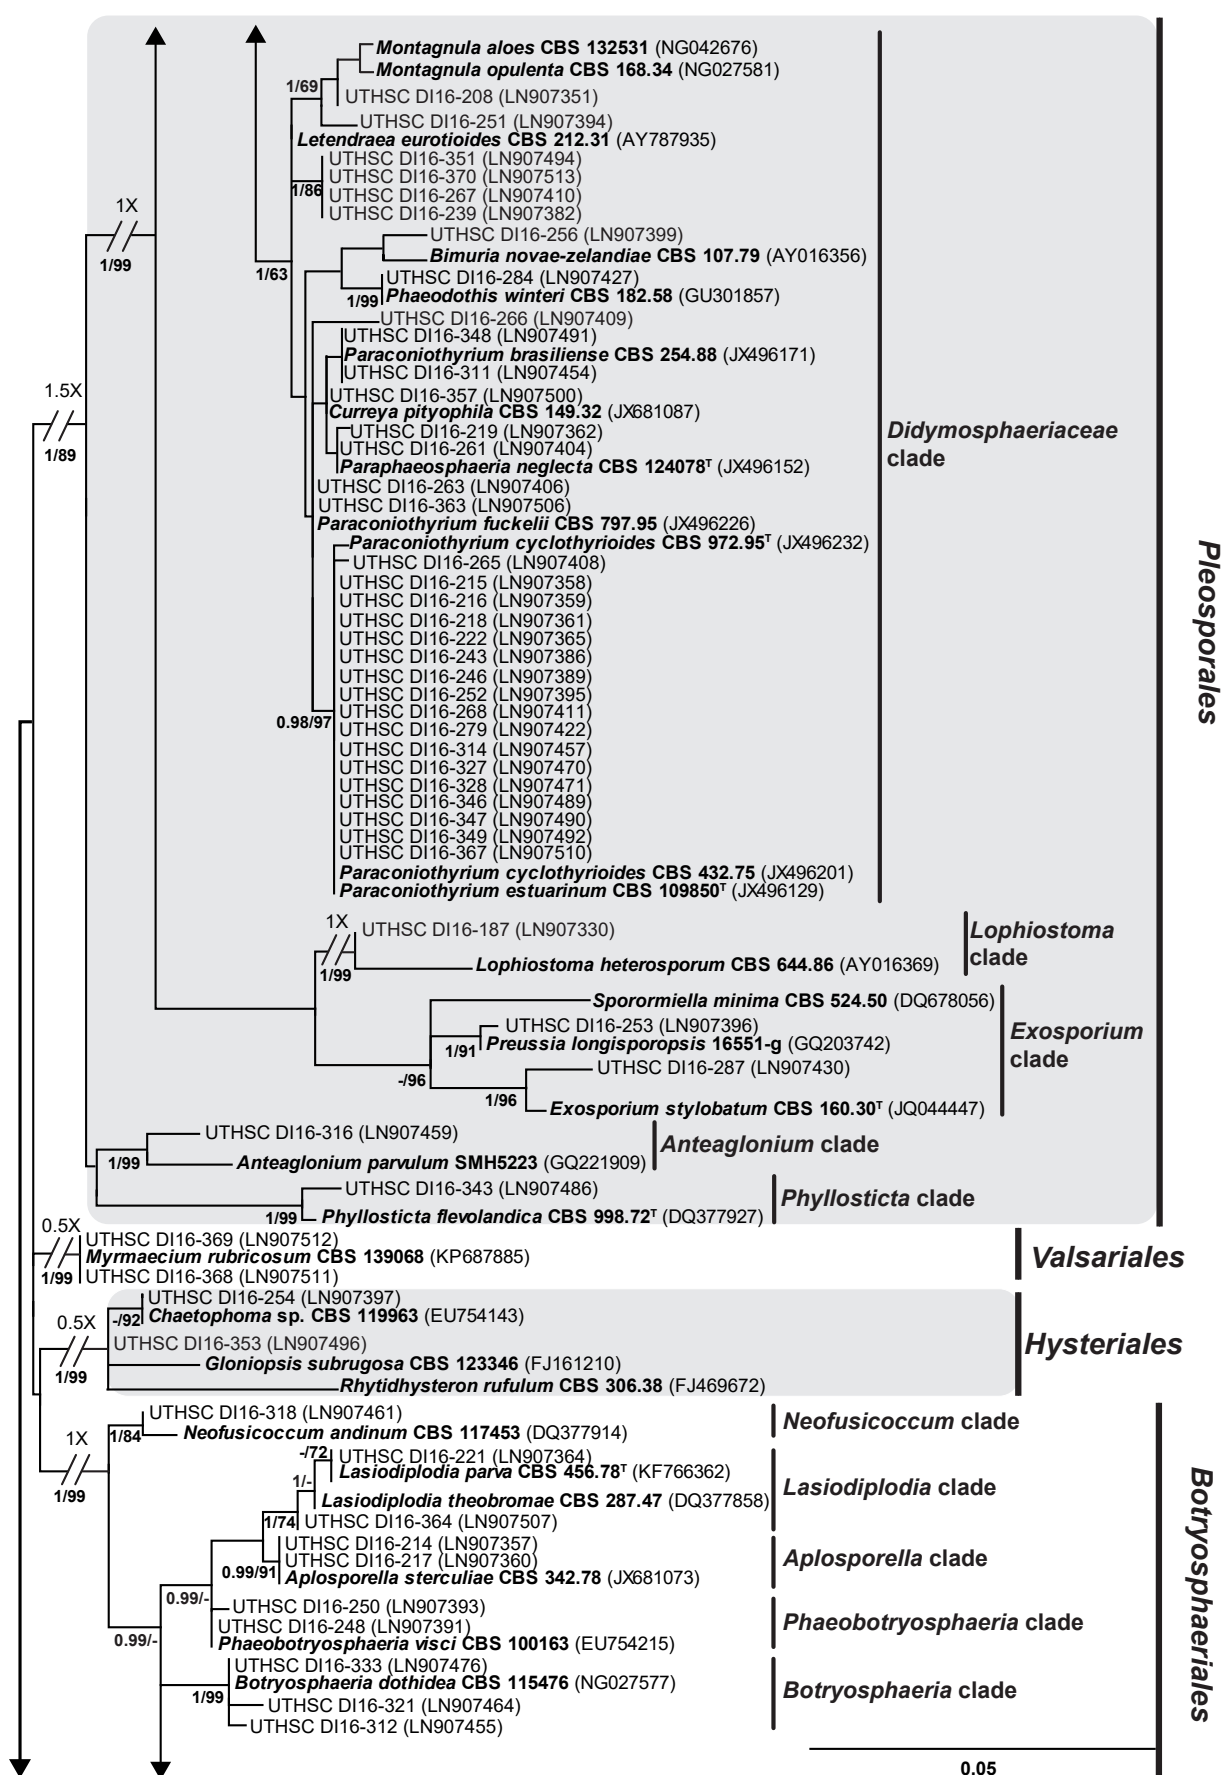 Montagnula aloes CBS 132531 (NG042676)
Montagnula opulenta CBS 168.34 (NG027581)
1/69
UTHSC DI16-208 (LN907351)
UTHSC DI16-251 (LN907394)
Letendraea eurotioides CBS 212.31 (AY787935)
UTHSC DI16-351 (LN907494)
UTHSC DI16-370 (LN907513)
1/86
UTHSC DI16-267 (LN907410)
UTHSC DI16-239 (LN907382)
1X
1/99
UTHSC DI16-256 (LN907399)
Bimuria novae-zelandiae CBS 107.79 (AY016356)
1/63
UTHSC DI16-284 (LN907427)
1/99
Phaeodothis winteri CBS 182.58 (GU301857)
UTHSC DI16-266 (LN907409)
UTHSC DI16-348 (LN907491)
Paraconiothyrium brasiliense CBS 254.88 (JX496171)
UTHSC DI16-311 (LN907454)
1.5X
1/89
UTHSC DI16-357 (LN907500)
Curreya pityophila CBS 149.32 (JX681087)
UTHSC DI16-219 (LN907362)
UTHSC DI16-261 (LN907404)
Paraphaeosphaeria neglecta CBS 124078T (JX496152)
Didymosphaeriaceae
clade
UTHSC DI16-263 (LN907406)
UTHSC DI16-363 (LN907506)
Paraconiothyrium fuckelii CBS 797.95 (JX496226)
Paraconiothyrium cyclothyrioides CBS 972.95T (JX496232)
UTHSC DI16-265 (LN907408)
UTHSC DI16-215 (LN907358)
UTHSC DI16-216 (LN907359)
UTHSC DI16-218 (LN907361)
UTHSC DI16-222 (LN907365)
UTHSC DI16-243 (LN907386)
UTHSC DI16-246 (LN907389)
UTHSC DI16-252 (LN907395)
UTHSC DI16-268 (LN907411)
0.98/97
UTHSC DI16-279 (LN907422)
UTHSC DI16-314 (LN907457)
UTHSC DI16-327 (LN907470)
UTHSC DI16-328 (LN907471)
UTHSC DI16-346 (LN907489)
UTHSC DI16-347 (LN907490)
UTHSC DI16-349 (LN907492)
UTHSC DI16-367 (LN907510)
Paraconiothyrium cyclothyrioides CBS 432.75 (JX496201)
Paraconiothyrium estuarinum CBS 109850T (JX496129)
Pleosporales
1X
1/99
UTHSC DI16-187 (LN907330)
Lophiostoma heterosporum CBS 644.86 (AY016369)
Lophiostoma
clade
Sporormiella minima CBS 524.50 (DQ678056)
UTHSC DI16-253 (LN907396)
1/91
Preussia longisporopsis 16551-g (GQ203742)
-/96
UTHSC DI16-287 (LN907430)
1/96
Exosporium stylobatum CBS 160.30T (JQ044447)
Exosporium
clade
UTHSC DI16-316 (LN907459)
1/99
Anteaglonium parvulum SMH5223 (GQ221909)
Anteaglonium clade
UTHSC DI16-343 (LN907486)
1/99
Phyllosticta flevolandica CBS 998.72T (DQ377927)
Phyllosticta clade
0.5X
1/99
UTHSC DI16-369 (LN907512)
Myrmaecium rubricosum CBS 139068 (KP687885)
UTHSC DI16-368 (LN907511)
Valsariales
UTHSC DI16-254 (LN907397)
-/92
Chaetophoma sp. CBS 119963 (EU754143)
0.5X
1/99
UTHSC DI16-353 (LN907496)
Gloniopsis subrugosa CBS 123346 (FJ161210)
Rhytidhysteron rufulum CBS 306.38 (FJ469672)
Hysteriales
UTHSC DI16-318 (LN907461)
1/84
Neofusicoccum andinum CBS 117453 (DQ377914)
Neofusicoccum clade
1X
1/99
-/72
UTHSC DI16-221 (LN907364)
Lasiodiplodia parva CBS 456.78T (KF766362)
1/-
Lasiodiplodia theobromae CBS 287.47 (DQ377858)
1/74
UTHSC DI16-364 (LN907507)
Lasiodiplodia clade
UTHSC DI16-214 (LN907357)
UTHSC DI16-217 (LN907360)
0.99/91
Aplosporella sterculiae CBS 342.78 (JX681073)
Aplosporella clade
0.99/-
UTHSC DI16-250 (LN907393)
UTHSC DI16-248 (LN907391)
Phaeobotryosphaeria visci CBS 100163 (EU754215)
Phaeobotryosphaeria clade
0.99/-
UTHSC DI16-333 (LN907476)
Botryosphaeria dothidea CBS 115476 (NG027577)
1/99
UTHSC DI16-321 (LN907464)
UTHSC DI16-312 (LN907455)
Botryosphaeria clade
Botryosphaeriales
0.05